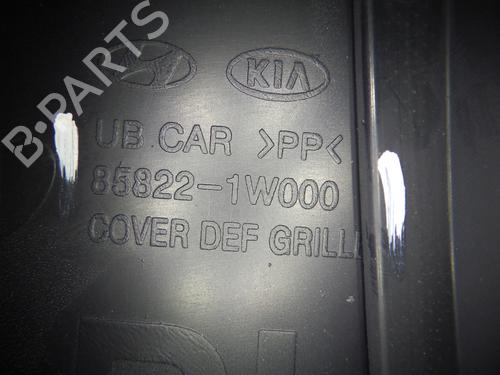 B-PARTS
KIA
UB CAR >PP<
85822-1W000
COVER DEF GRILL